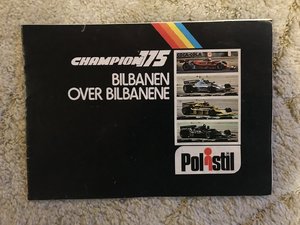 CHAMPION 175
BILBANEN
OVER BILBANENE
Polistil